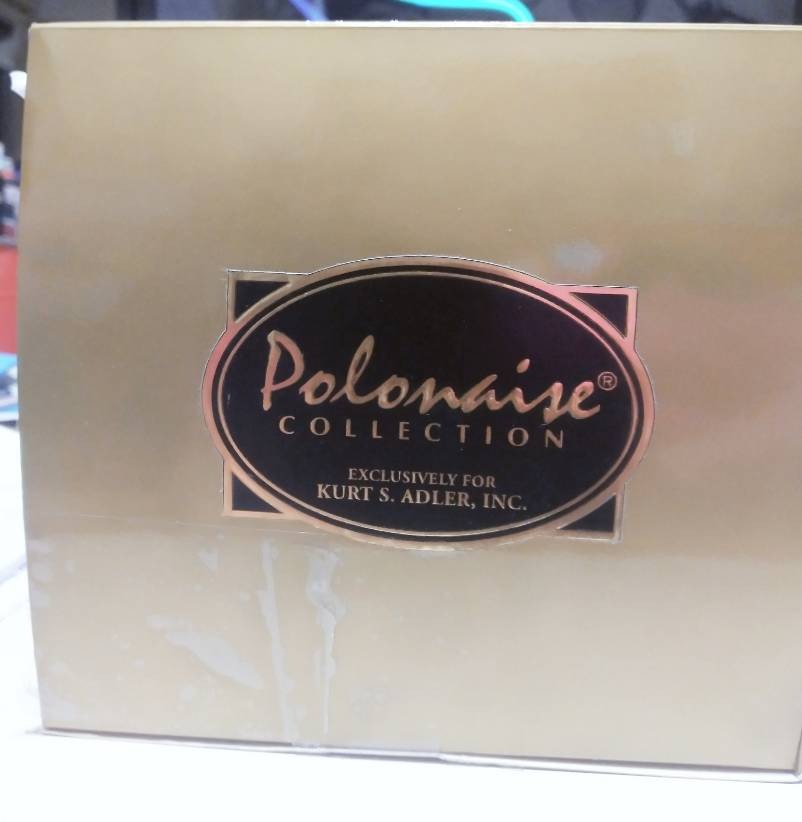 Polonaise®
COLLECTION
EXCLUSIVELY FOR
KURT S. ADLER, INC.